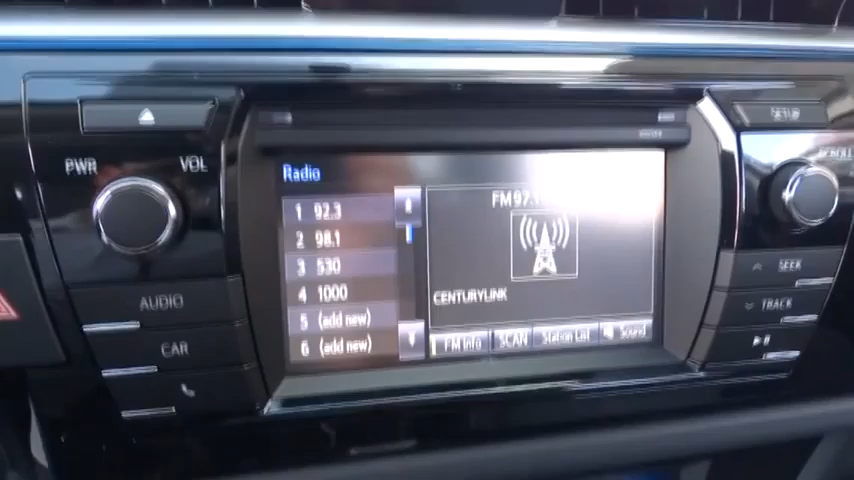 SETUP
PWR
VOL
SCROLL
Radio
1 92.3
2 98.1
3 530
4 1000
5 (add new)
6 (add new)
CENTURYLINK
FM Info
SCAN
Station List
Sound
AUDIO
CAR
SEEK
TRACK